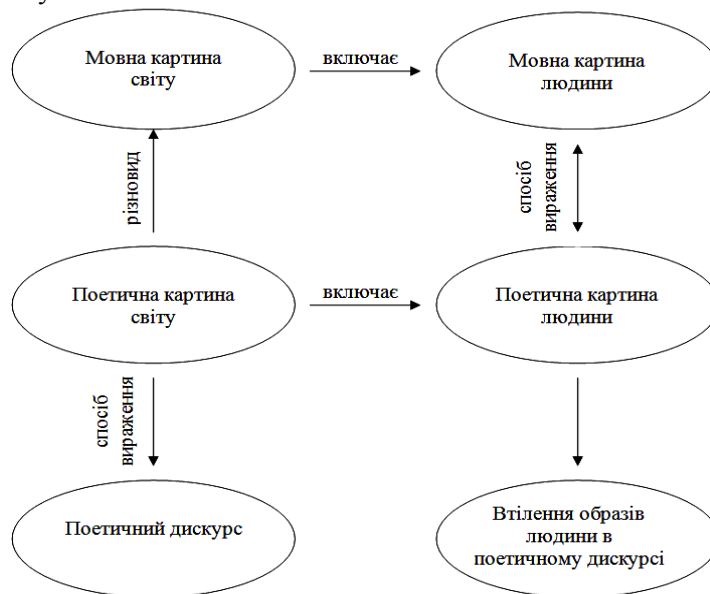 Мовна картина
світу
включає
Мовна картина
людини
різновид
спосіб
вираження
Поетична картина
світу
включає
Поетична картина
людини
спосіб
вираження
Поетичний дискурс
Втілення образів
людини в
поетичному дискурсі